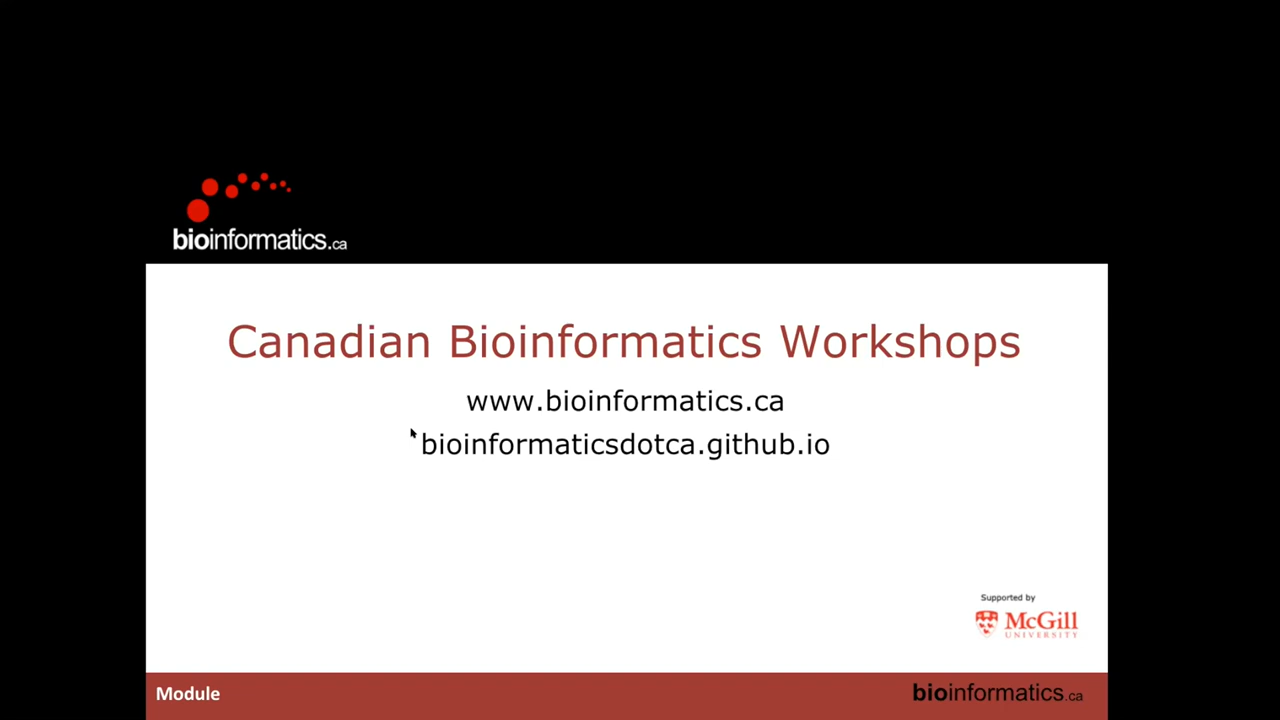 bioinformatics.ca
Canadian Bioinformatics Workshops
www.bioinformatics.ca
bioinformaticsdotca.github.io
Supported by
McGill
UNIVERSITY
Module
bioinformatics.ca